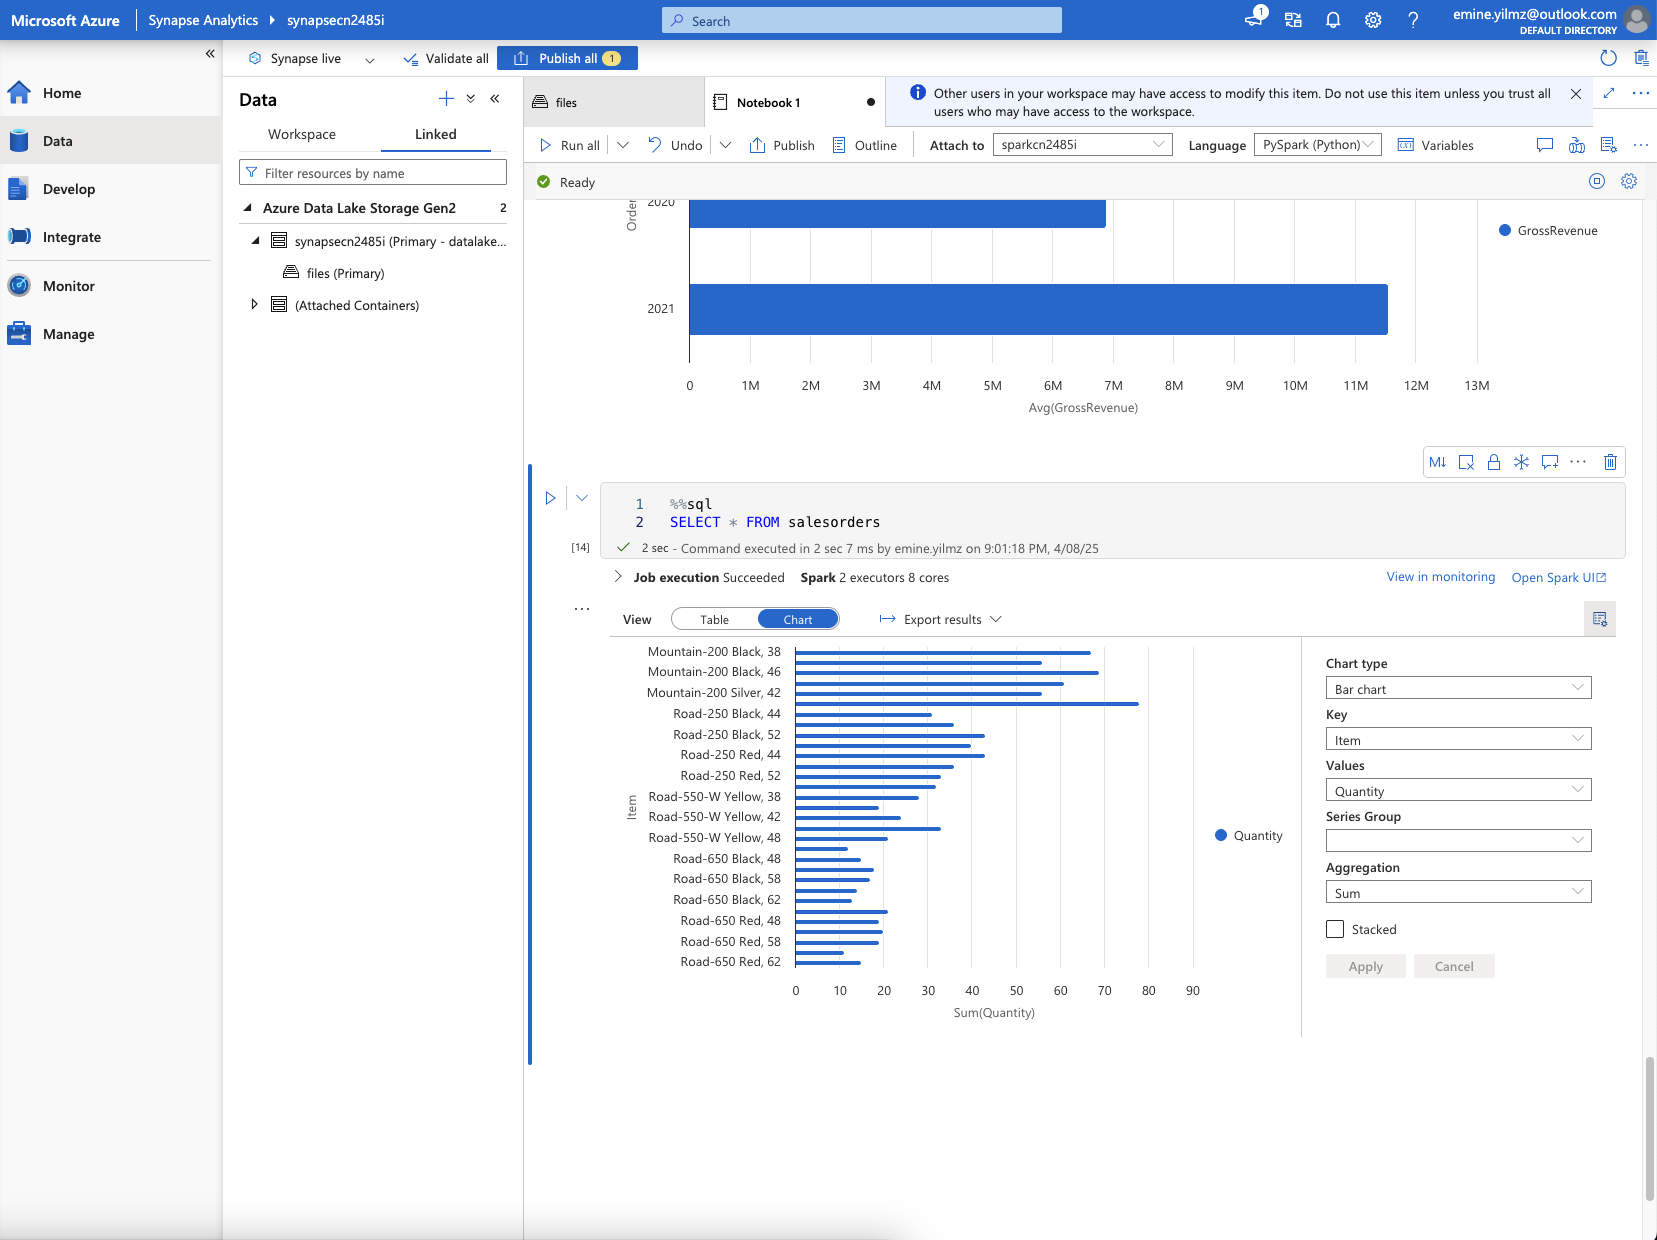 Microsoft Azure
Synapse Analytics
synapsecn2485i
Search
1
emine.yilmz@outlook.com
DEFAULT DIRECTORY
Synapse live
Validate all
Publish all 1
Home
Data
Develop
Integrate
Monitor
Manage
Data
Workspace
Linked
Filter resources by name
Azure Data Lake Storage Gen2 2
synapsecn2485i (Primary - datalake...
files (Primary)
(Attached Containers)
files
Notebook 1
Other users in your workspace may have access to modify this item. Do not use this item unless you trust all
users who may have access to the workspace.
Run all
Undo
Publish
Outline
Attach to
sparkcn2485i
Language
PySpark (Python)
Variables
Ready
Order
2020
2021
0 1M 2M 3M 4M 5M 6M 7M 8M 9M 10M 11M 12M 13M
Avg(GrossRevenue)
GrossRevenue
M↓
1 %%sql
2 SELECT * FROM salesorders
[14]
2 sec - Command executed in 2 sec 7 ms by emine.yilmz on 9:01:18 PM, 4/08/25
Job execution Succeeded Spark 2 executors 8 cores
View in monitoring
Open Spark UI
View
Table
Chart
Export results
Item
Mountain-200 Black, 38
Mountain-200 Black, 46
Mountain-200 Silver, 42
Road-250 Black, 44
Road-250 Black, 52
Road-250 Red, 44
Road-250 Red, 52
Road-550-W Yellow, 38
Road-550-W Yellow, 42
Road-550-W Yellow, 48
Road-650 Black, 48
Road-650 Black, 58
Road-650 Black, 62
Road-650 Red, 48
Road-650 Red, 58
Road-650 Red, 62
0 10 20 30 40 50 60 70 80 90
Sum(Quantity)
Quantity
Chart type
Bar chart
Key
Item
Values
Quantity
Series Group
Aggregation
Sum
Stacked
Apply
Cancel